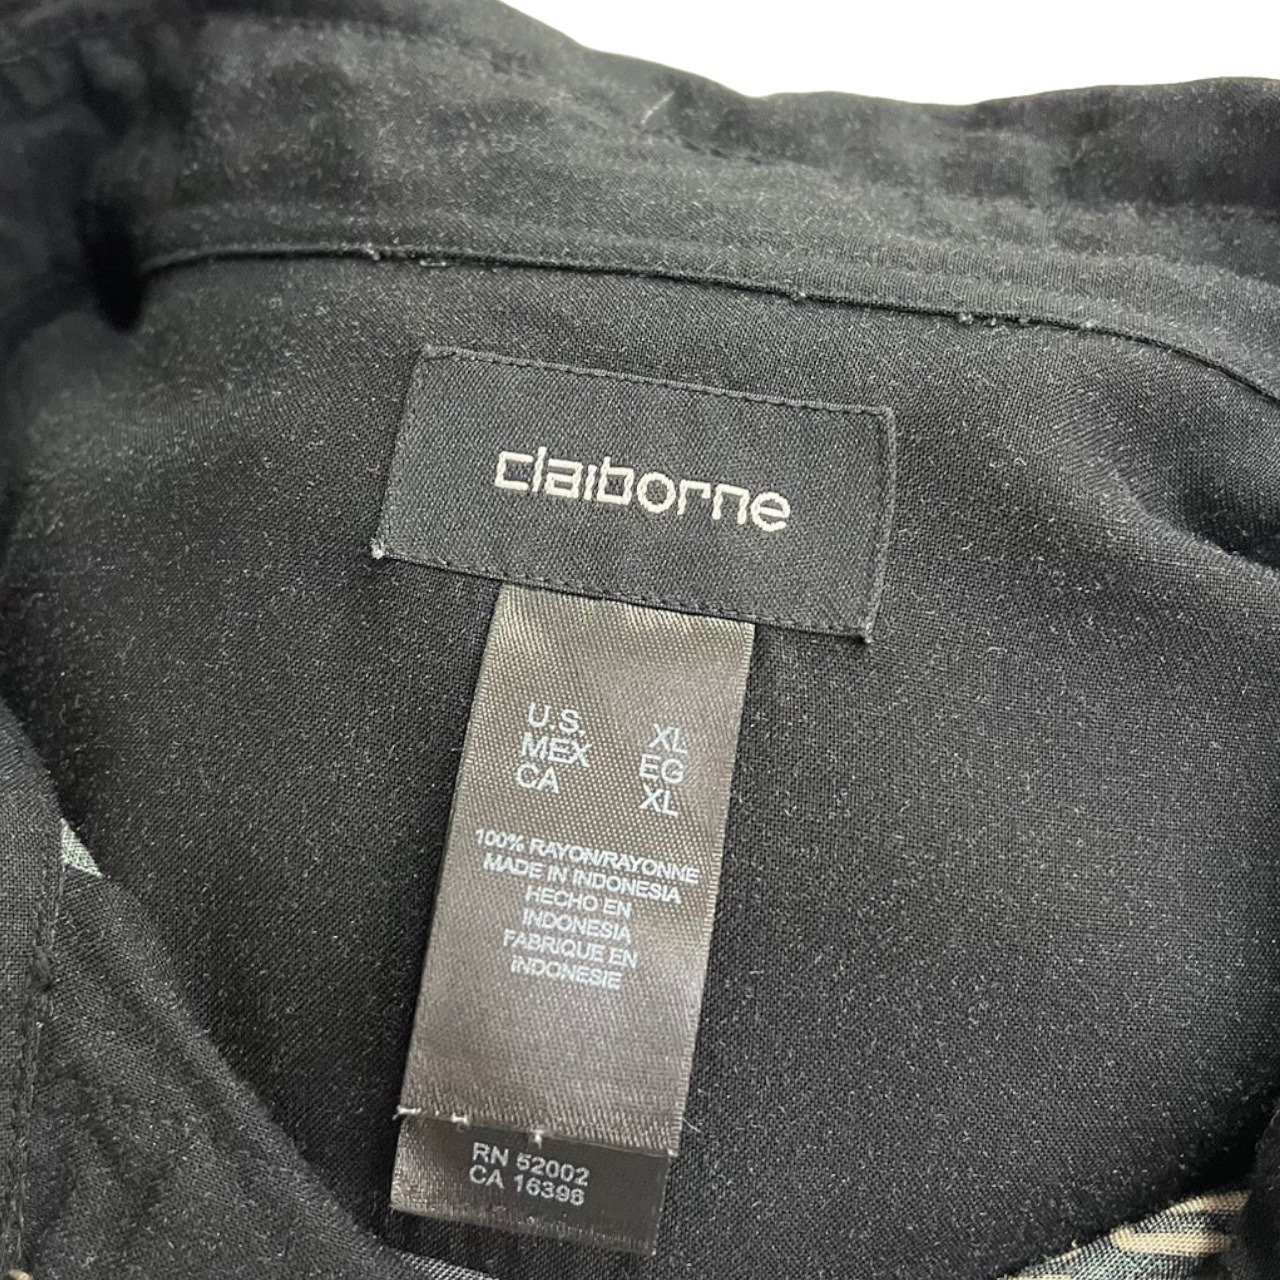 claiborne
U.S. XL
MEX EG
CA XL
100% RAYON/RAYONNE
MADE IN INDONESIA
HECHO EN
INDONESIA
FABRIQUE EN
INDONESIE
RN 52002
CA 16396